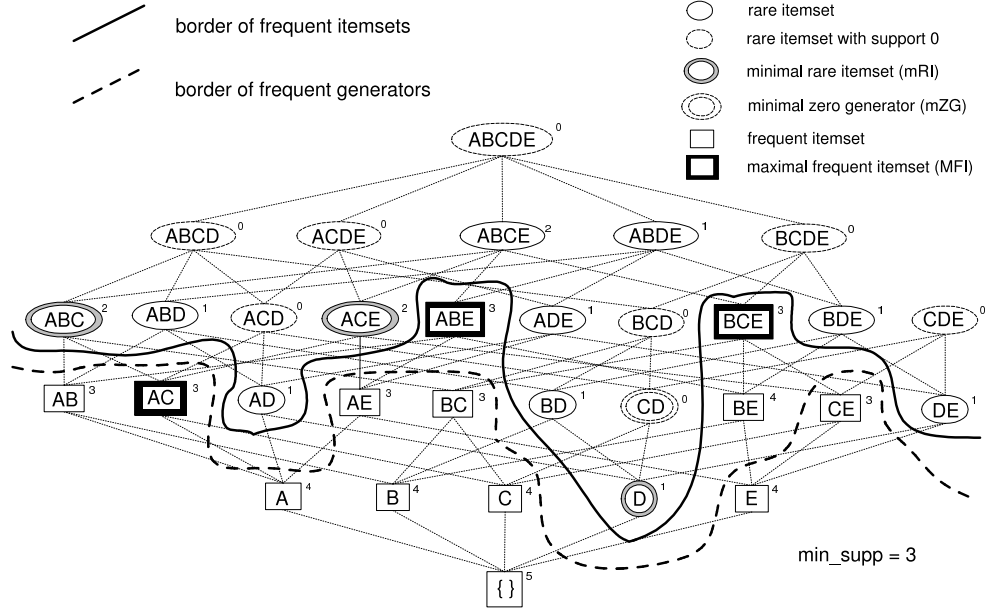 border of frequent itemsets
border of frequent generators
rare itemset
rare itemset with support 0
minimal rare itemset (mRI)
minimal zero generator (mZG)
frequent itemset
maximal frequent itemset (MFI)
ABCDE 0
ABCD 0 ACDE 0 ABCE 2 ABDE 1 BCDE 0
ABC 2 ABD 1 ACD 0 ACE 2 ABE 3 ADE 1 BCD 0 BCE 3 BDE 1 CDE 0
AB 3 AC 3 AD 1 AE 3 BC 3 BD 1 CD 0 BE 4 CE 3 DE 1
A 4 B 4 C 4 D 1 E 4
min_supp = 3
{ } 5